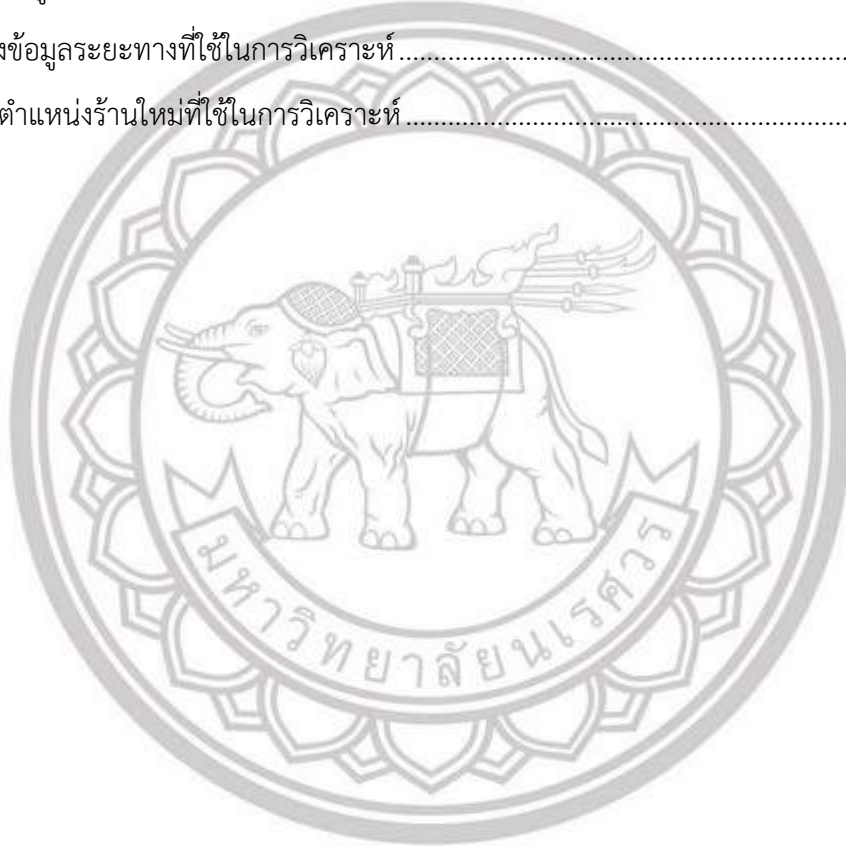 งข้อมูลระยะทางที่ใช้ในการวิเคราะห์................................................................
ตำแหน่งร้านใหม่ที่ใช้ในการวิเคราะห์...............................................................
มหาวิทยาลัยนเรศวร